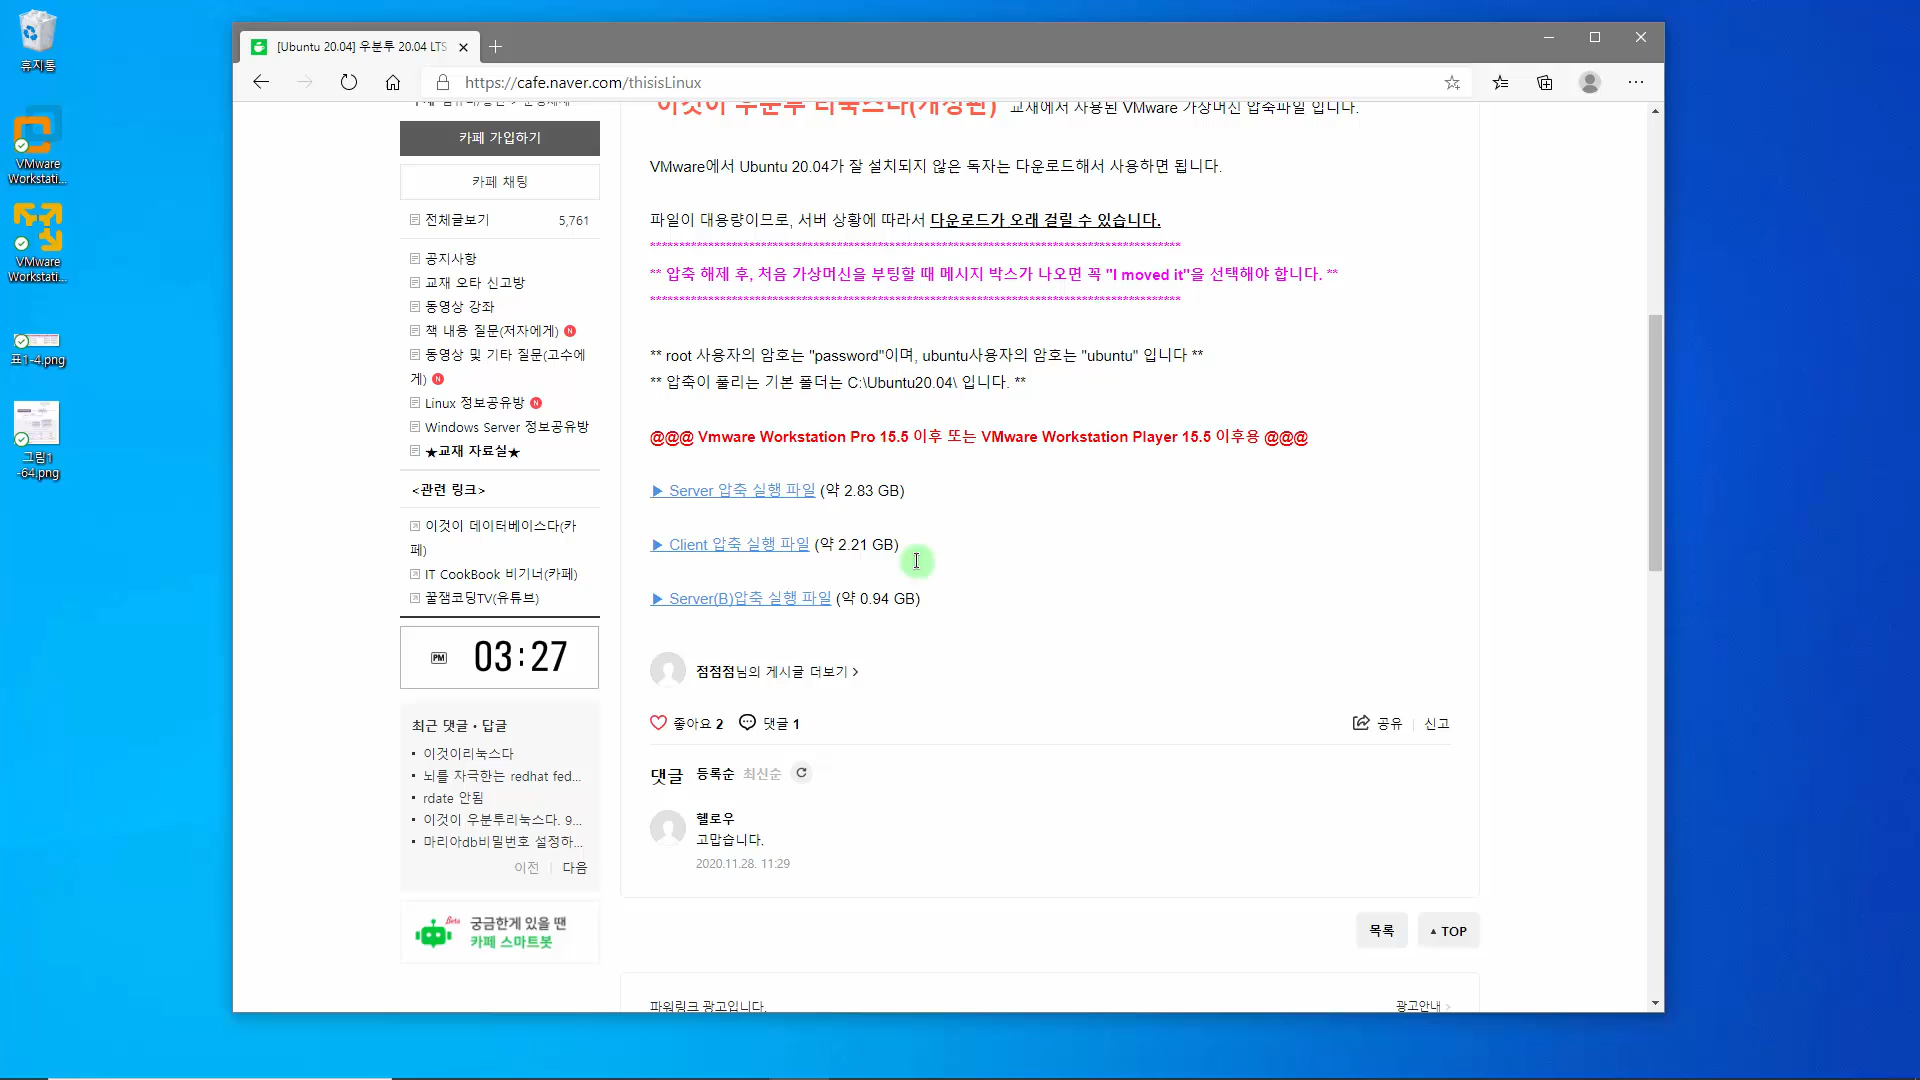 휴지통
VMware
Workstati...
VMware
Workstati...
표1-4.png
그림1
-64.png
[Ubuntu 20.04] 우분투 20.04 LTS
https://cafe.naver.com/thisisLinux
카페 가입하기
카페 채팅
전체글보기 5,761
공지사항
교재 오타 신고방
동영상 강좌
책 내용 질문(저자에게) N
동영상 및 기타 질문(고수에
게) N
Linux 정보공유방 N
Windows Server 정보공유방
★교재 자료실★
<관련 링크>
이것이 데이터베이스다(카
페)
IT CookBook 비기너(카페)
꿀잼코딩TV(유튜브)
PM 03:27
최근 댓글 • 답글
이것이리눅스다
뇌를 자극한는 redhat fed...
rdate 안됨
이것이 우분투리눅스다. 9...
마리아db비밀번호 설정하...
이전 다음
Beta 궁금한게 있을 땐
카페 스마트봇
이것이 우분투 리눅스다(개정판) 교재에서 사용된 VMware 가상머신 압축파일 입니다.
VMware에서 Ubuntu 20.04가 잘 설치되지 않은 독자는 다운로드해서 사용하면 됩니다.
파일이 대용량이므로, 서버 상황에 따라서 다운로드가 오래 걸릴 수 있습니다.
** 압축 해제 후, 처음 가상머신을 부팅할 때 메시지 박스가 나오면 꼭 "I moved it"을 선택해야 합니다. **
** root 사용자의 암호는 "password"이며, ubuntu사용자의 암호는 "ubuntu" 입니다 **
** 압축이 풀리는 기본 폴더는 C:\Ubuntu20.04\ 입니다. **
@@@ Vmware Workstation Pro 15.5 이후 또는 VMware Workstation Player 15.5 이후용 @@@
▶ Server 압축 실행 파일 (약 2.83 GB)
▶ Client 압축 실행 파일 (약 2.21 GB)
▶ Server(B)압축 실행 파일 (약 0.94 GB)
점점점님의 게시글 더보기 >
좋아요 2 댓글 1 공유 신고
댓글 등록순 최신순
헬로우
고맙습니다.
2020.11.28. 11:29
목록 ▲ TOP
파워링크 광고입니다. 광고안내 >